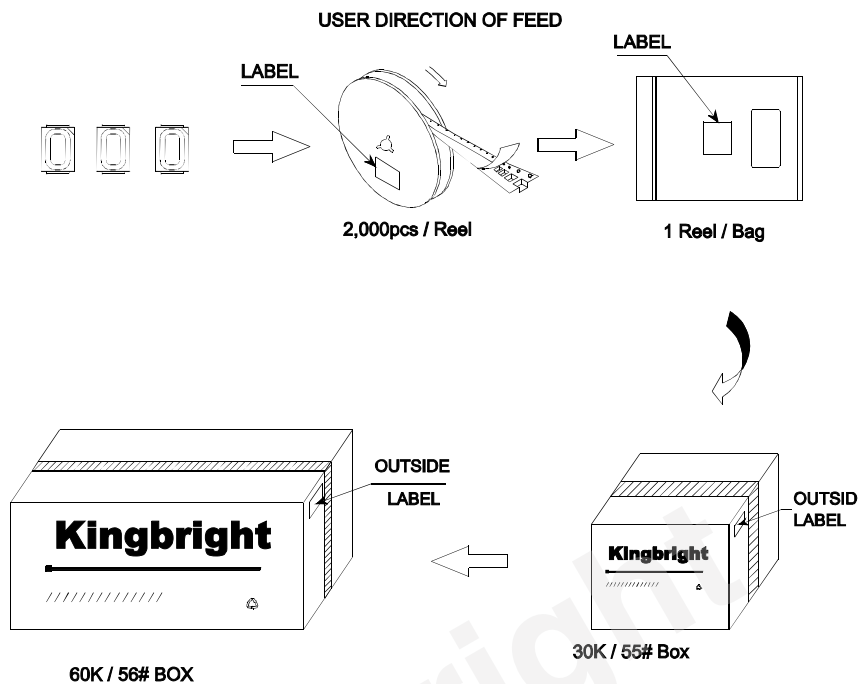 USER DIRECTION OF FEED
LABEL
LABEL
2,000pcs / Reel
1 Reel / Bag
OUTSIDE
LABEL
Kingbright
60K / 56# BOX
OUTSID
LABEL
Kingbright
30K / 55# Box
right